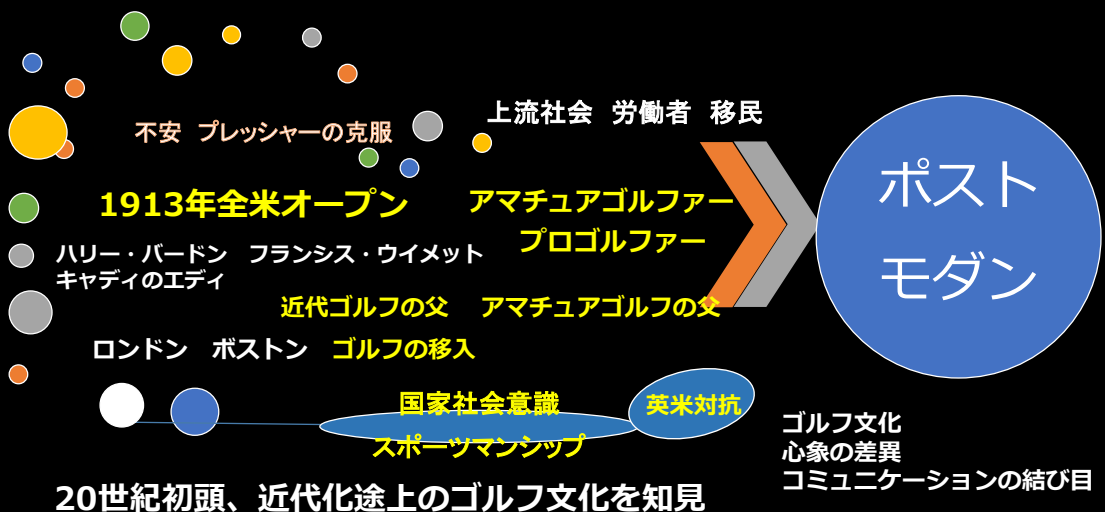 上流社会 労働者 移民
不安 プレッシャーの克服
ポスト
モダン
1913年全米オープン
アマチュアゴルファー
プロゴルファー
ハリー・バードン フランシス・ウイメット
キャディのエディ
近代ゴルフの父 アマチュアゴルフの父
ロンドン ボストン ゴルフの移入
国家社会意識
英米対抗
スポーツマンシップ
ゴルフ文化
心象の差異
コミュニケーションの結び目
20世紀初頭、近代化途上のゴルフ文化を知見